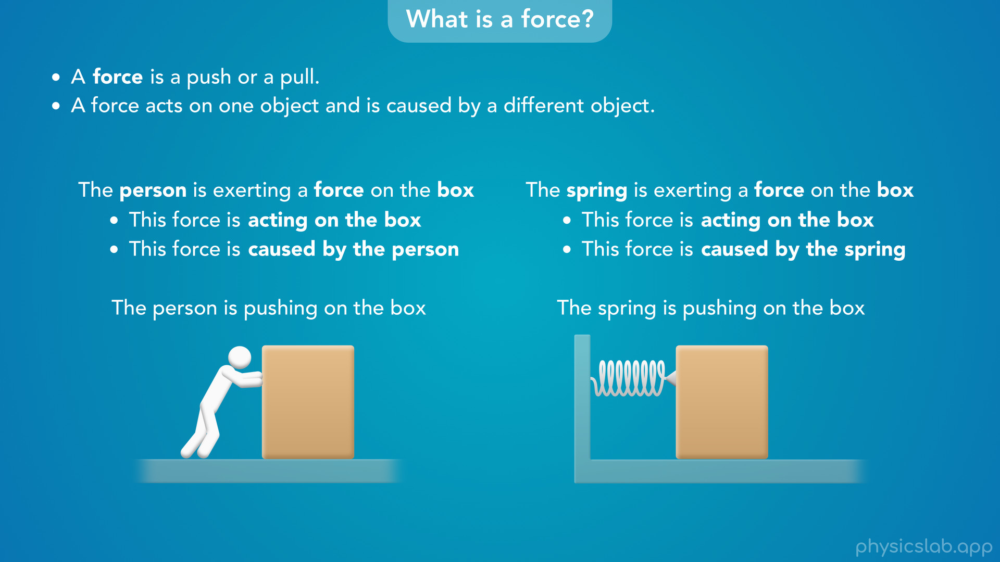 What is a force?
• A force is a push or a pull.
• A force acts on one object and is caused by a different object.
The person is exerting a force on the box
• This force is acting on the box
• This force is caused by the person
The person is pushing on the box
The spring is exerting a force on the box
• This force is acting on the box
• This force is caused by the spring
The spring is pushing on the box
physicslab.app